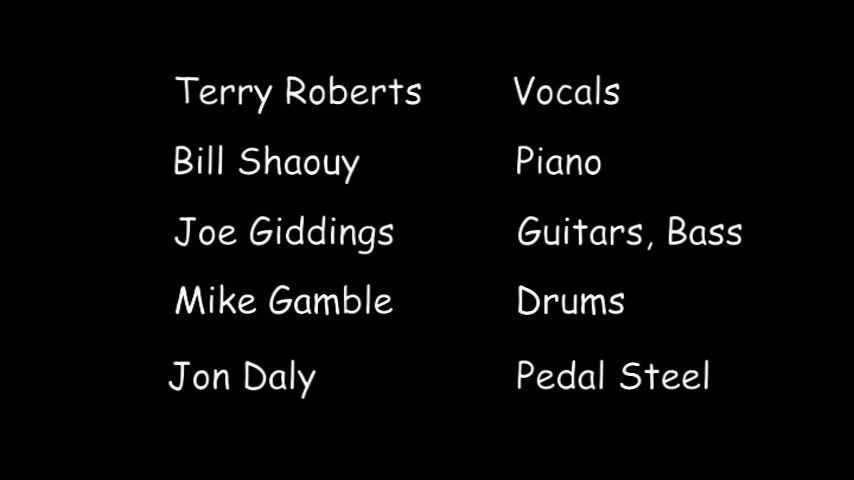 Terry Roberts Vocals
Bill Shaouy Piano
Joe Giddings Guitars, Bass
Mike Gamble Drums
Jon Daly Pedal Steel